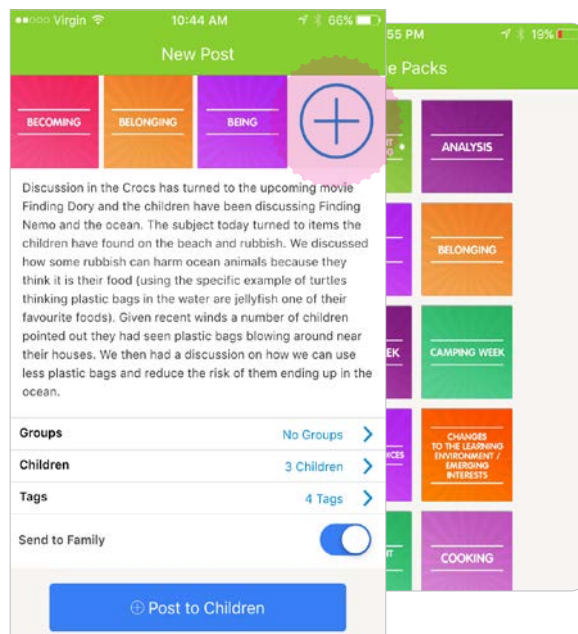 Virgin 10:44 AM 66%
New Post
BECOMING
BELONGING
BEING
Discussion in the Crocs has turned to the upcoming movie
Finding Dory and the children have been discussing Finding
Nemo and the ocean. The subject today turned to items the
children have found on the beach and rubbish. We discussed
how some rubbish can harm ocean animals because they
think it is their food (using the specific example of turtles
thinking plastic bags in the water are jellyfish one of their
favourite foods). Given recent winds a number of children
pointed out they had seen plastic bags blowing around near
their houses. We then had a discussion on how we can use
less plastic bags and reduce the risk of them ending up in the
ocean.
Groups No Groups
Children 3 Children
Tags 4 Tags
Send to Family
Post to Children
55 PM 19%
e Packs
ANALYSIS
BELONGING
EK
CAMPING WEEK
ICES
CHANGES
TO THE LEARNING
ENVIRONMENT /
EMERGING
INTERESTS
COOKING